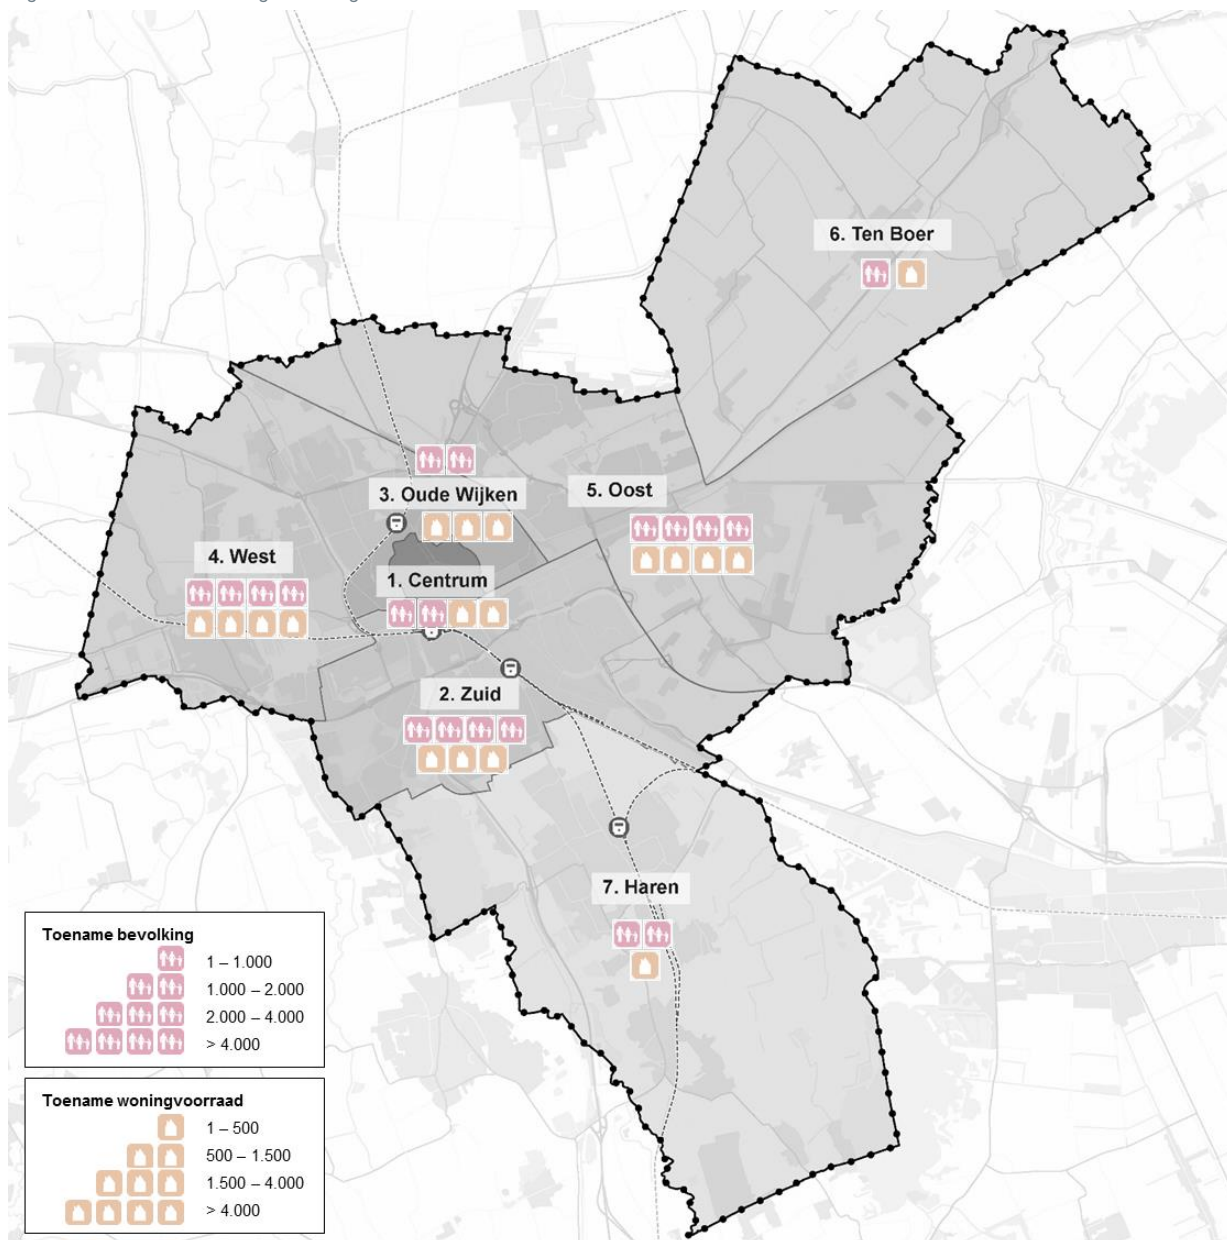 6. Ten Boer
3. Oude Wijken
5. Oost
4. West
1. Centrum
2. Zuid
7. Haren
Toename bevolking
1 – 1.000
1.000 – 2.000
2.000 – 4.000
> 4.000
Toename woningvoorraad
1 – 500
500 – 1.500
1.500 – 4.000
> 4.000